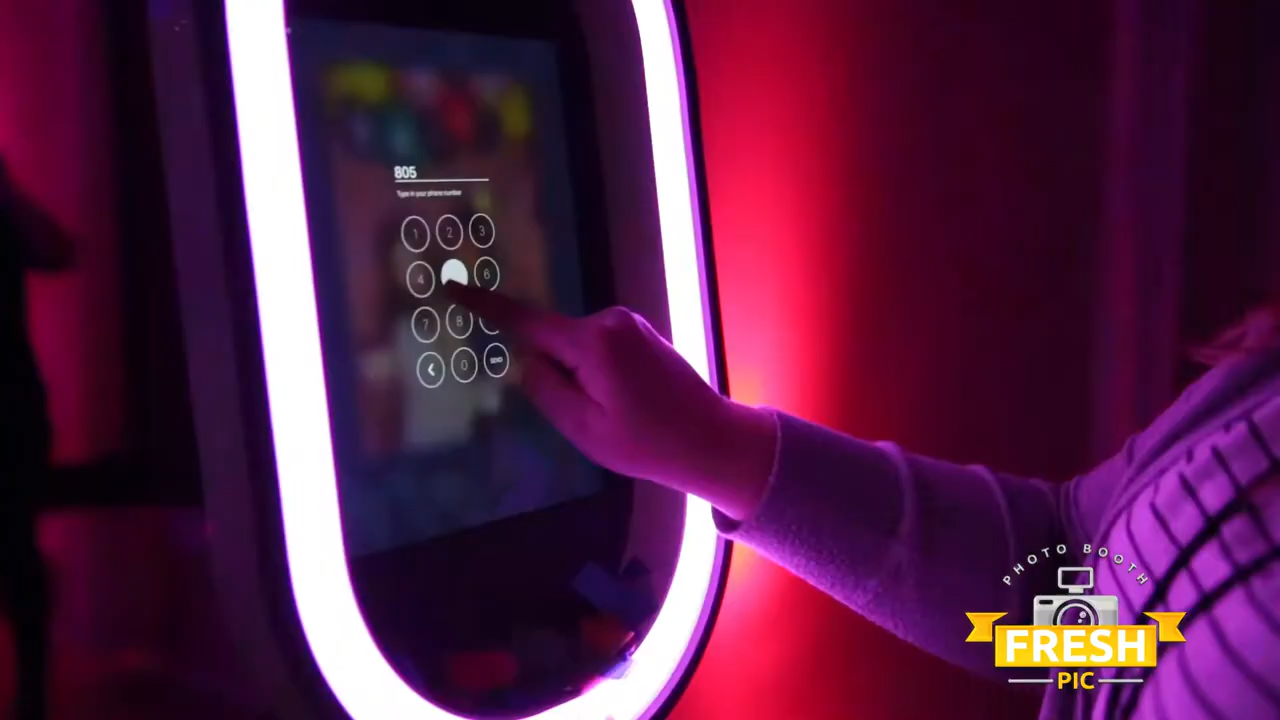 805
Type in your phone number
1 2 3
4 6
7 8
0 SEND
PHOTO BOOTH
FRESH
PIC